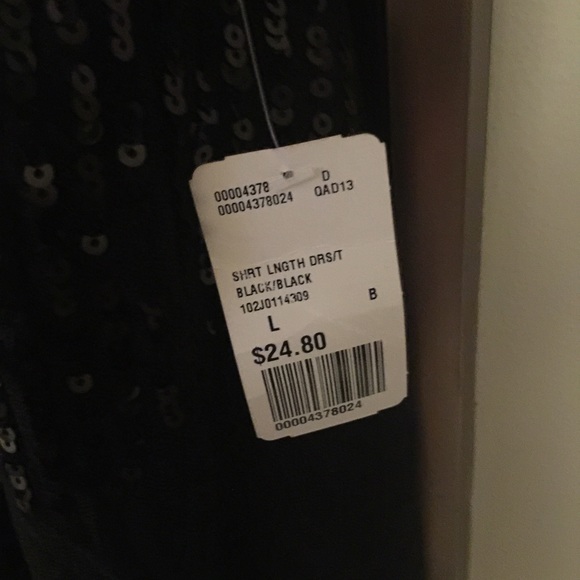 00004378 D
00004378024 QAD13
SHRT LNGTH DRS/T
BLACK/BLACK
102J0114309 B
L
$24.80
00004378024